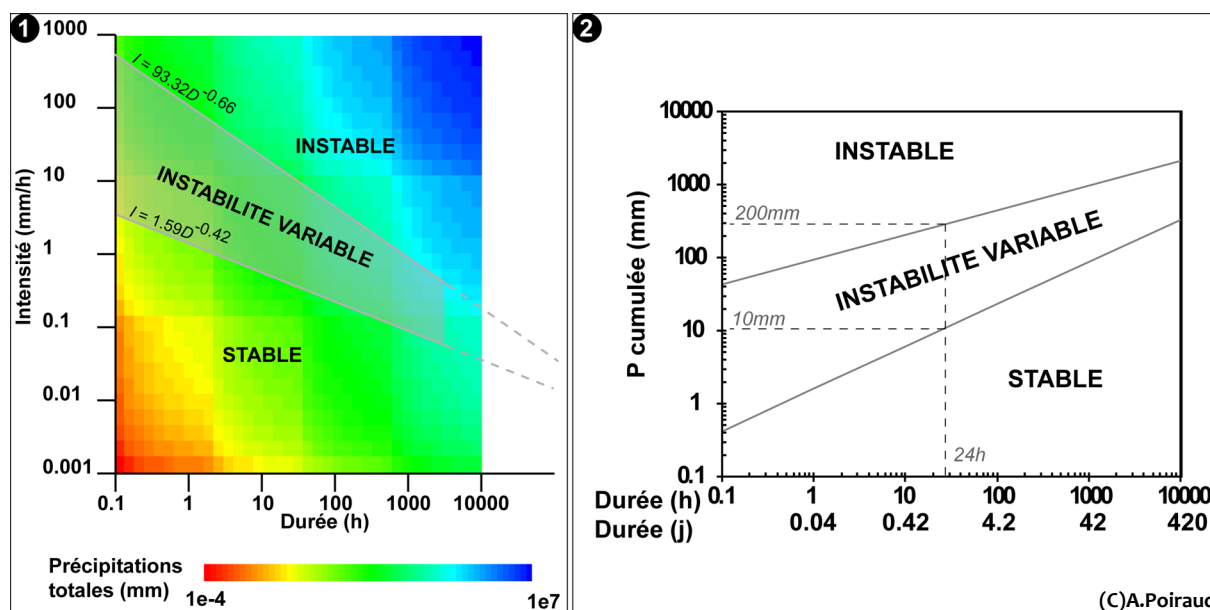 1
1000
100
10
1
0.1
0.01
0.001
Intensité (mm/h)
I = 93.32D-0.66
I = 1.59D-0.42
INSTABLE
INSTABILITE VARIABLE
STABLE
0.1 1 10 100 1000 10000
Durée (h)
Précipitations
totales (mm)
1e-4 1e7
2
10000
1000
100
10
1
0.1
P cumulée (mm)
INSTABLE
200mm
INSTABILITE VARIABLE
10mm
STABLE
24h
Durée (h) 0.1 1 10 100 1000 10000
Durée (j) 0.04 0.42 4.2 42 420
(C)A.Poiraud